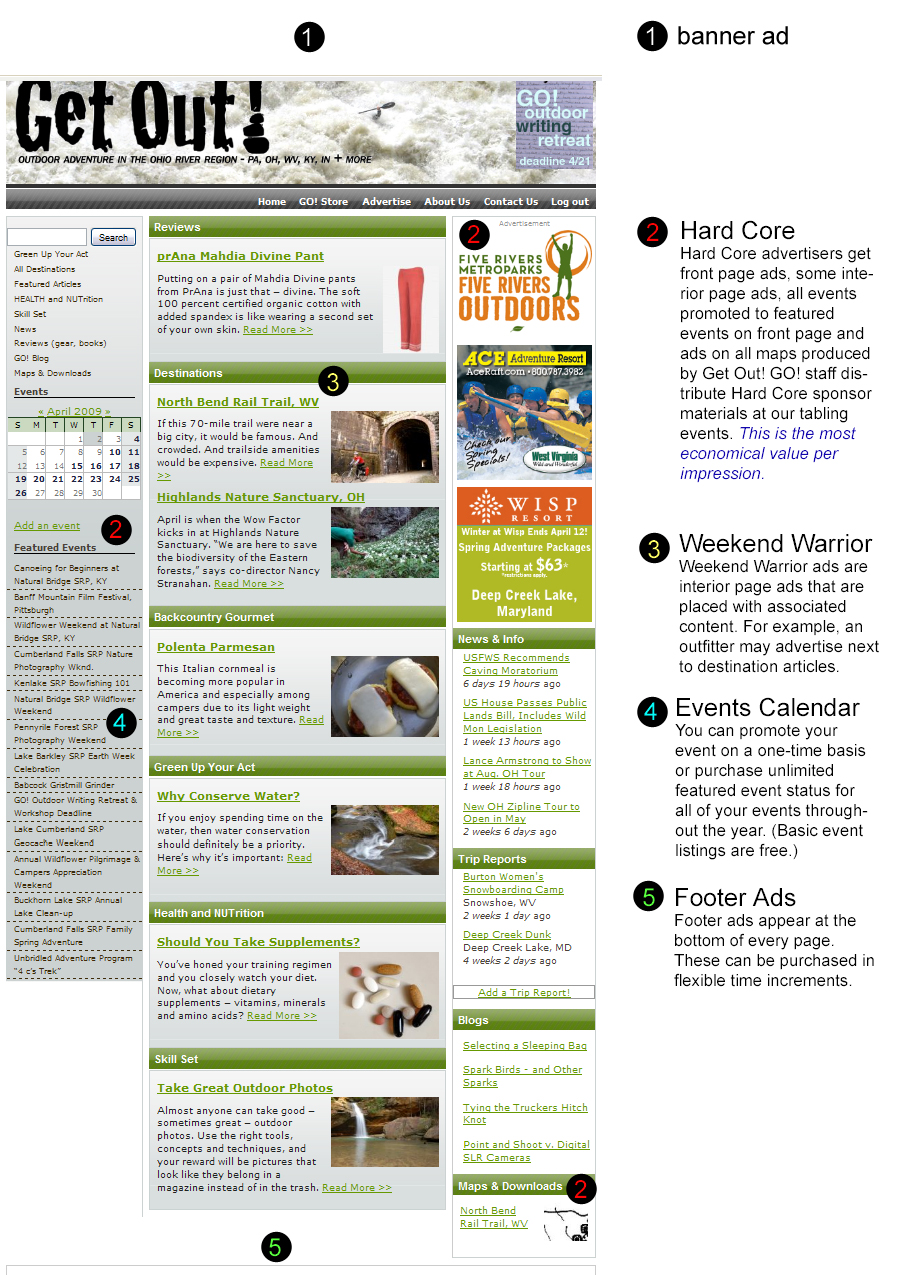 1
1 banner ad
Get Out!
OUTDOOR ADVENTURE IN THE OHIO RIVER REGION - PA, OH, WV, KY, IN + MORE
GO!
outdoor
writing
retreat
deadline 4/21
Home GO! Store Advertise About Us Contact Us Log out
Search
Green Up Your Act
All Destinations
Featured Articles
HEALTH and NUTrition
Skill Set
News
Reviews (gear, books)
GO! Blog
Maps & Downloads
Events
« April 2009 »
S M T W T F S
1 2 3 4
5 6 7 8 9 10 11
12 13 14 15 16 17 18
19 20 21 22 23 24 25
26 27 28 29 30
Add an event
2
Featured Events
Canoeing for Beginners at
Natural Bridge SRP, KY
Banff Mountain Film Festival,
Pittsburgh
Wildflower Weekend at Natural
Bridge SRP, KY
Cumberland Falls SRP Nature
Photography Wknd.
Kenlake SRP Bowfishing 101
Natural Bridge SRP Wildflower
Weekend
4
Pennyrile Forest SRP
Photography Weekend
Lake Barkley SRP Earth Week
Celebration
Babcock Gristmill Grinder
GO! Outdoor Writing Retreat &
Workshop Deadline
Lake Cumberland SRP
Geocache Weekend
Annual Wildflower Pilgrimage &
Campers Appreciation
Weekend
Buckhorn Lake SRP Annual
Lake Clean-up
Cumberland Falls SRP Family
Spring Adventure
Unbridled Adventure Program
"4 c's Trek"
Reviews
prAna Mahdia Divine Pant
Putting on a pair of Mahdia Divine pants
from PrAna is just that – divine. The soft
100 percent certified organic cotton with
added spandex is like wearing a second set
of your own skin. Read More >>
Destinations
3
North Bend Rail Trail, WV
If this 70-mile trail were near a
big city, it would be famous. And
crowded. And trailside amenities
would be expensive. Read More
>>
Highlands Nature Sanctuary, OH
April is when the Wow Factor
kicks in at Highlands Nature
Sanctuary. "We are here to save
the biodiversity of the Eastern
forests," says co-director Nancy
Stranahan. Read More >>
Backcountry Gourmet
Polenta Parmesan
This Italian cornmeal is
becoming more popular in
America and especially among
campers due to its light weight
and great taste and texture. Read
More >>
Green Up Your Act
Why Conserve Water?
If you enjoy spending time on the
water, then water conservation
should definitely be a priority.
Here's why it's important: Read
More >>
Health and NUTrition
Should You Take Supplements?
You've honed your training regimen
and you closely watch your diet.
Now, what about dietary
supplements – vitamins, minerals
and amino acids? Read More >>
Skill Set
Take Great Outdoor Photos
Almost anyone can take good –
sometimes great – outdoor
photos. Use the right tools,
concepts and techniques, and
your reward will be pictures that
look like they belong in a
magazine instead of in the trash. Read More >>
5
2
Advertisement
FIVE RIVERS
METROPARKS
FIVE RIVERS
OUTDOORS
ACE Adventure Resort
AceRaft.com • 800.787.3982
Check our
Spring
Specials!
West Virginia
Wild and Wonderful
WISP
RESORT
Winter at Wisp Ends April 12!
Spring Adventure Packages
Starting at $63*
*restrictions apply.
Deep Creek Lake,
Maryland
News & Info
USFWS Recommends
Caving Moratorium
6 days 19 hours ago
US House Passes Public
Lands Bill, Includes Wild
Mon Legislation
1 week 13 hours ago
Lance Armstrong to Show
at Aug. OH Tour
1 week 18 hours ago
New OH Zipline Tour to
Open in May
2 weeks 6 days ago
Trip Reports
Burton Women's
Snowboarding Camp
Snowshoe, WV
2 weeks 1 day ago
Deep Creek Dunk
Deep Creek Lake, MD
4 weeks 2 days ago
Add a Trip Report!
Blogs
Selecting a Sleeping Bag
Spark Birds - and Other
Sparks
Tying the Truckers Hitch
Knot
Point and Shoot v. Digital
SLR Cameras
Maps & Downloads
2
North Bend
Rail Trail, WV
2 Hard Core
Hard Core advertisers get
front page ads, some inte-
rior page ads, all events
promoted to featured
events on front page and
ads on all maps produced
by Get Out! GO! staff dis-
tribute Hard Core sponsor
materials at our tabling
events. This is the most
economical value per
impression.
3 Weekend Warrior
Weekend Warrior ads are
interior page ads that are
placed with associated
content. For example, an
outfitter may advertise next
to destination articles.
4 Events Calendar
You can promote your
event on a one-time basis
or purchase unlimited
featured event status for
all of your events through-
out the year. (Basic event
listings are free.)
5 Footer Ads
Footer ads appear at the
bottom of every page.
These can be purchased in
flexible time increments.